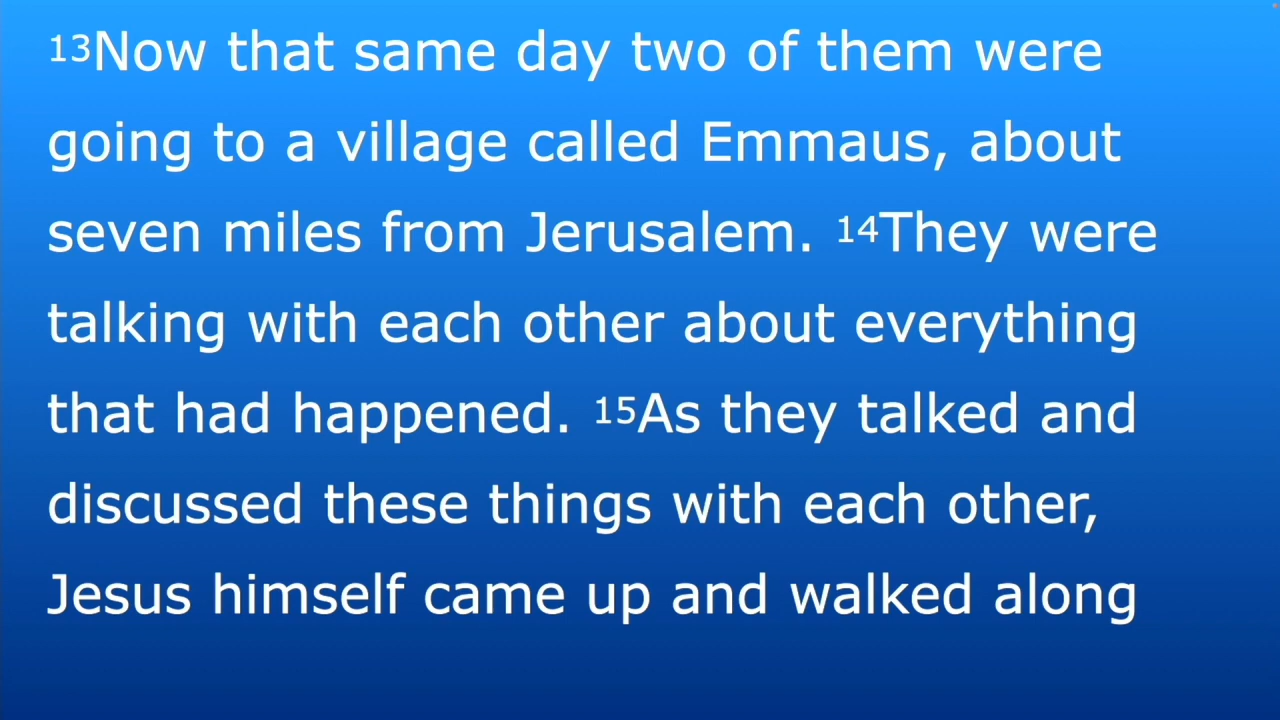 13Now that same day two of them were
going to a village called Emmaus, about
seven miles from Jerusalem. 14They were
talking with each other about everything
that had happened. 15As they talked and
discussed these things with each other,
Jesus himself came up and walked along